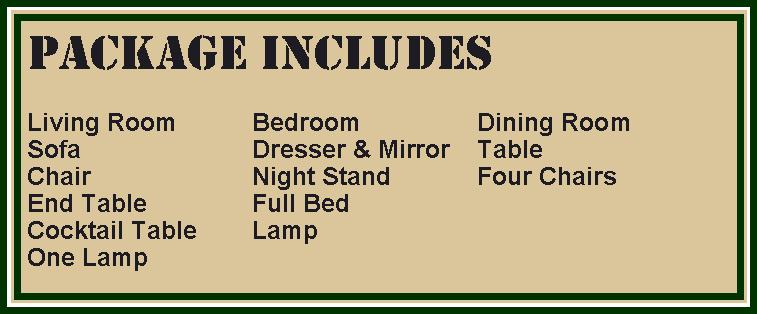 PACKAGE INCLUDES
Living Room
Sofa
Chair
End Table
Cocktail Table
One Lamp
Bedroom
Dresser & Mirror
Night Stand
Full Bed
Lamp
Dining Room
Table
Four Chairs